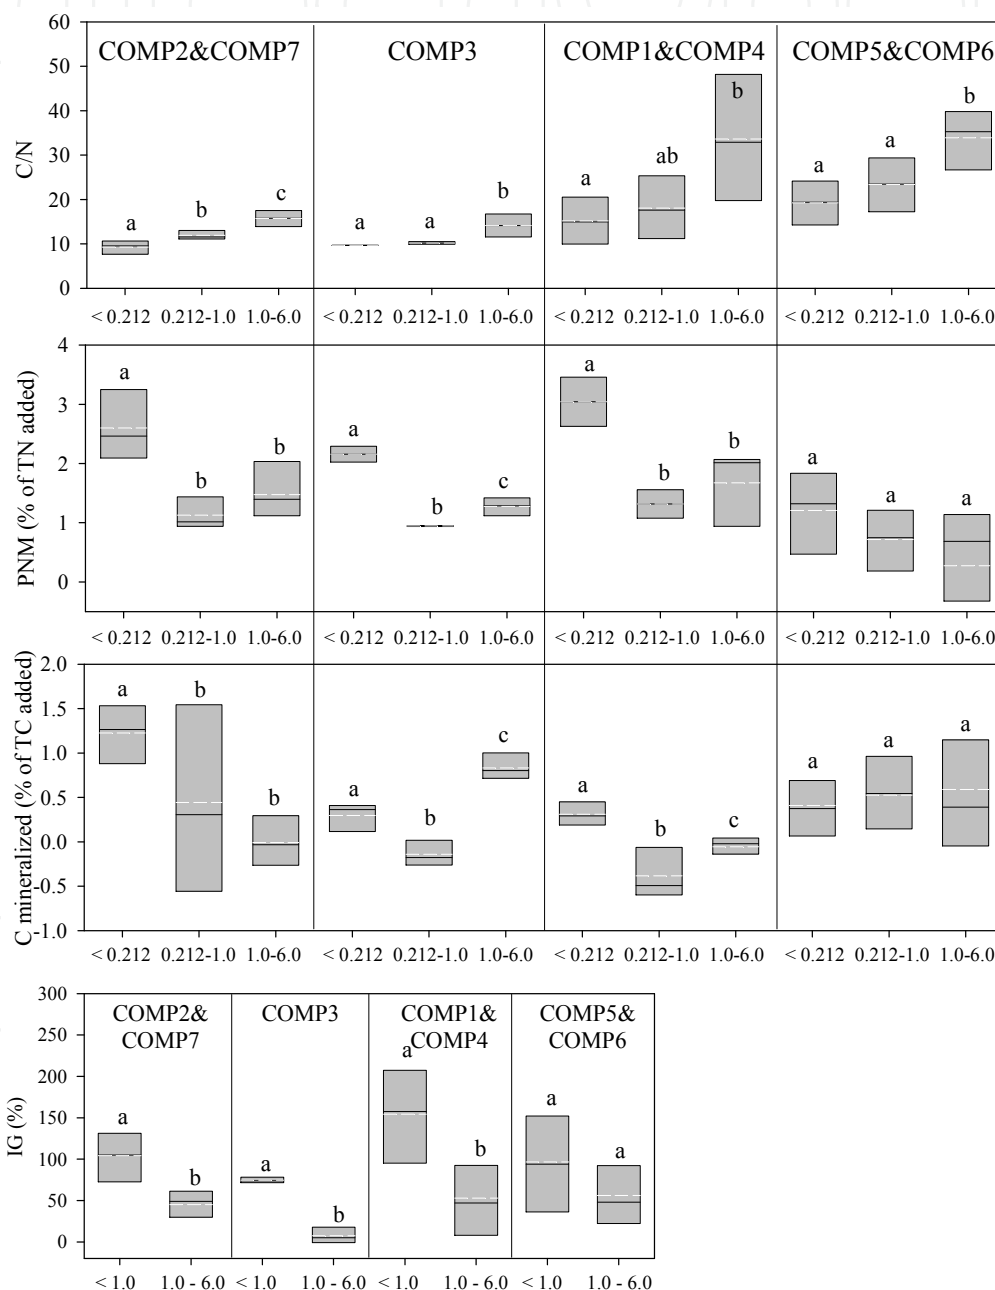 60
COMP2&COMP7 COMP3 COMP1&COMP4 COMP5&COMP6
50
40
30
20
10
0
C/N
a b c a a b a ab b a a b
< 0.212 0.212-1.0 1.0-6.0 < 0.212 0.212-1.0 1.0-6.0 < 0.212 0.212-1.0 1.0-6.0 < 0.212 0.212-1.0 1.0-6.0
4
3
2
1
0
PNM (% of TN added)
a b b a b c a b b a a a
< 0.212 0.212-1.0 1.0-6.0 < 0.212 0.212-1.0 1.0-6.0 < 0.212 0.212-1.0 1.0-6.0 < 0.212 0.212-1.0 1.0-6.0
2.0
1.5
1.0
0.5
0.0
-0.5
-1.0
C mineralized (% of TC added)
a b b a b c a b c a a a
< 0.212 0.212-1.0 1.0-6.0 < 0.212 0.212-1.0 1.0-6.0 < 0.212 0.212-1.0 1.0-6.0 < 0.212 0.212-1.0 1.0-6.0
300
COMP2& COMP3 COMP1& COMP5&
COMP7 COMP4 COMP6
250
200
150
100
50
0
IG (%)
a b a b a b a a
< 1.0 1.0 - 6.0 < 1.0 1.0 - 6.0 < 1.0 1.0 - 6.0 < 1.0 1.0 - 6.0